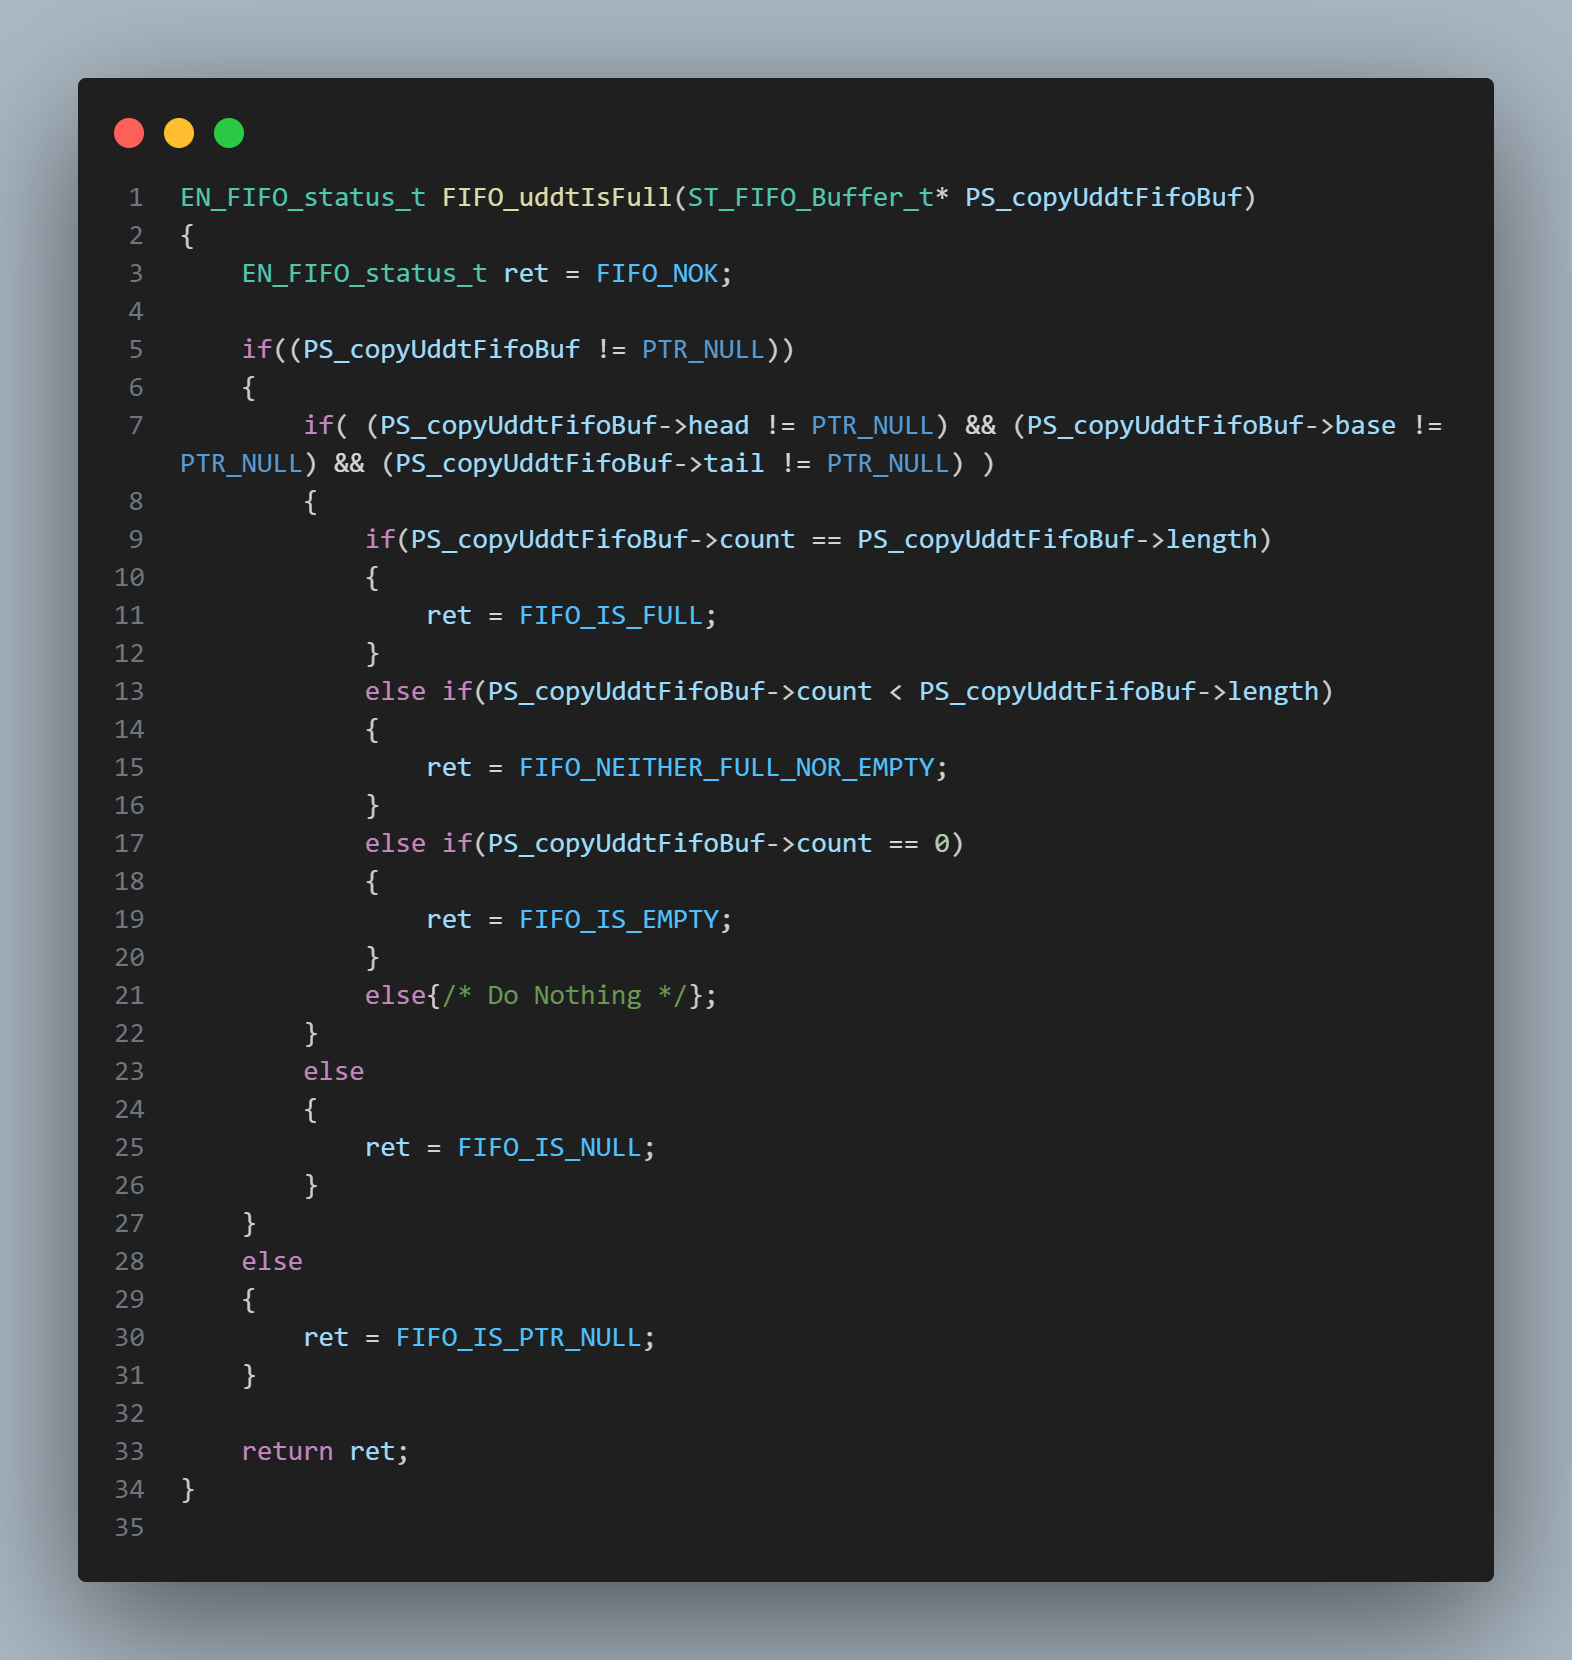 1 EN_FIFO_status_t FIFO_uddtIsFull(ST_FIFO_Buffer_t* PS_copyUddtFifoBuf)
2 {
3     EN_FIFO_status_t ret = FIFO_NOK;
4
5     if((PS_copyUddtFifoBuf != PTR_NULL))
6     {
7         if( (PS_copyUddtFifoBuf->head != PTR_NULL) && (PS_copyUddtFifoBuf->base !=
PTR_NULL) && (PS_copyUddtFifoBuf->tail != PTR_NULL) )
8         {
9             if(PS_copyUddtFifoBuf->count == PS_copyUddtFifoBuf->length)
10             {
11                 ret = FIFO_IS_FULL;
12             }
13             else if(PS_copyUddtFifoBuf->count < PS_copyUddtFifoBuf->length)
14             {
15                 ret = FIFO_NEITHER_FULL_NOR_EMPTY;
16             }
17             else if(PS_copyUddtFifoBuf->count == 0)
18             {
19                 ret = FIFO_IS_EMPTY;
20             }
21             else{/* Do Nothing */};
22         }
23         else
24         {
25             ret = FIFO_IS_NULL;
26         }
27     }
28     else
29     {
30         ret = FIFO_IS_PTR_NULL;
31     }
32
33     return ret;
34 }
35